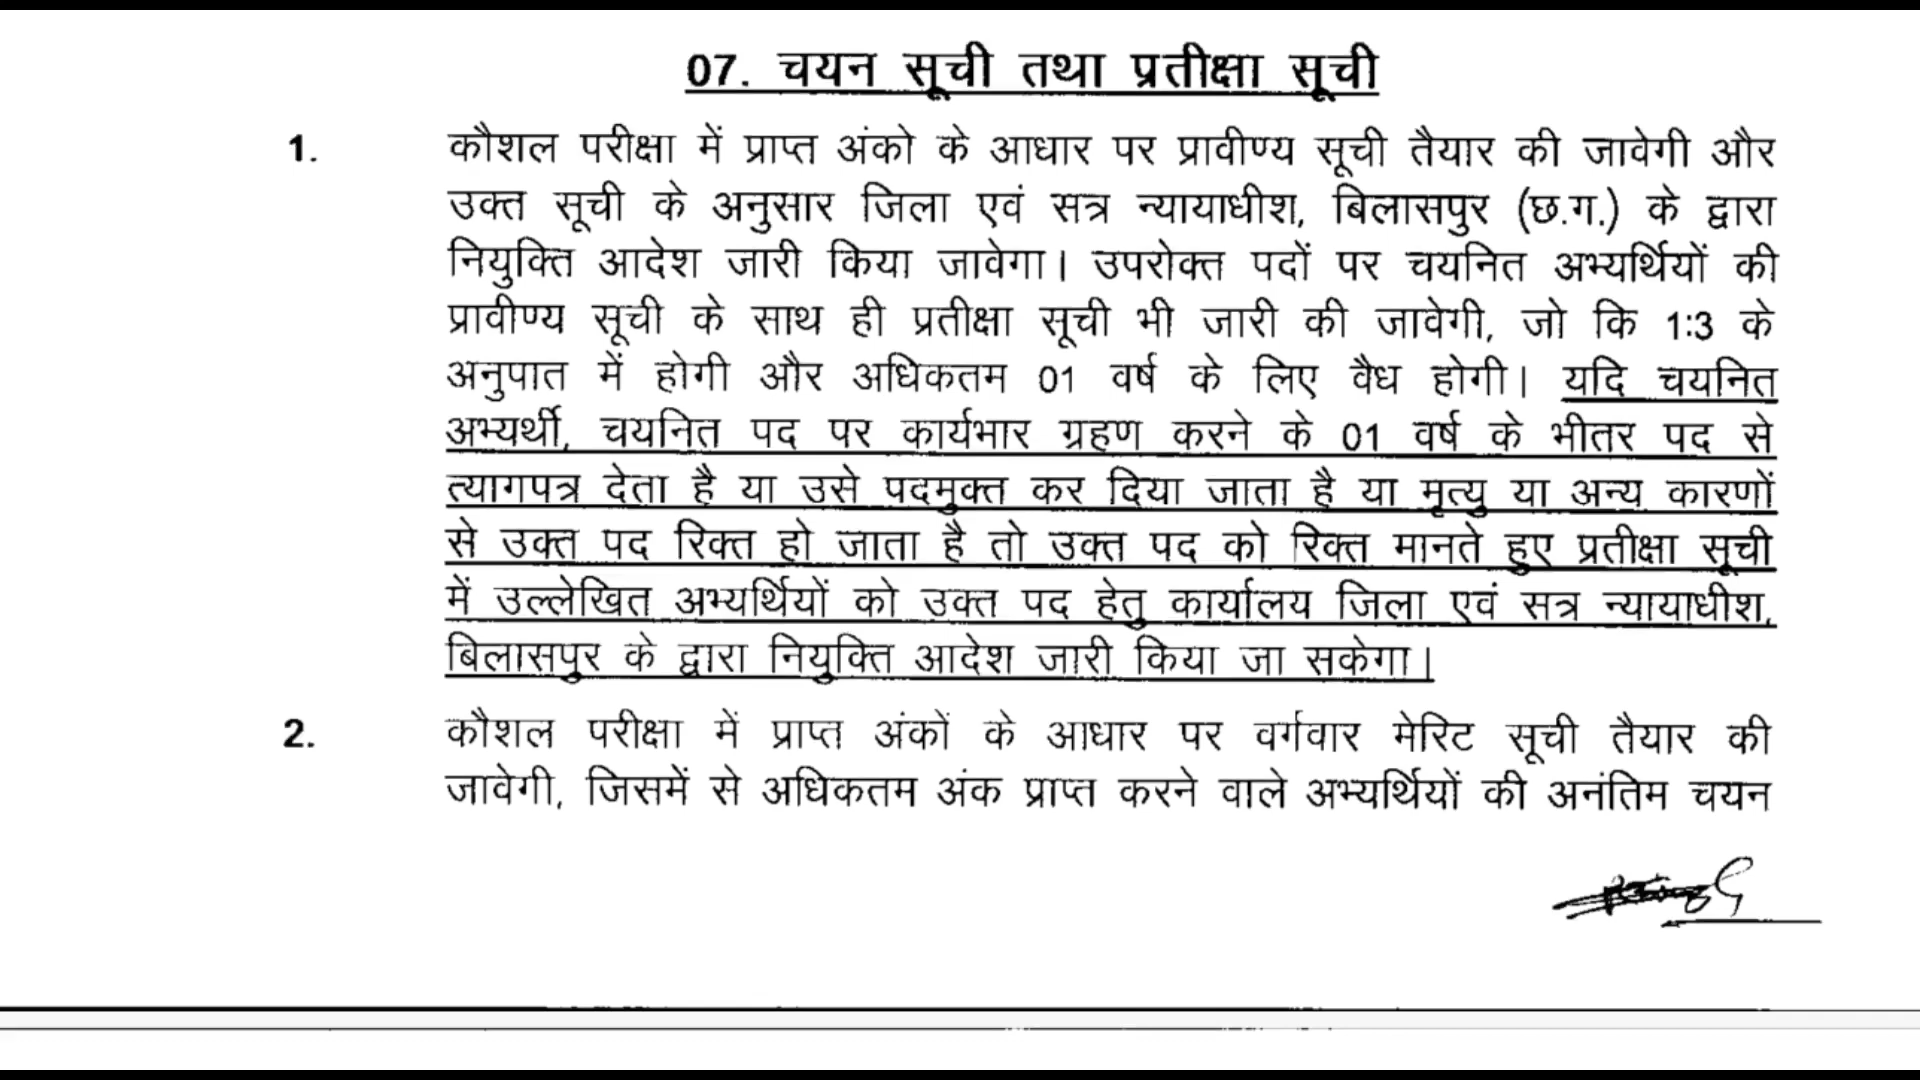 07. चयन सूची तथा प्रतीक्षा सूची
1. कौशल परीक्षा में प्राप्त अंको के आधार पर प्रावीण्य सूची तैयार की जावेगी और
उक्त सूची के अनुसार जिला एवं सत्र न्यायाधीश, बिलासपुर (छ.ग.) के द्वारा
नियुक्ति आदेश जारी किया जावेगा। उपरोक्त पदों पर चयनित अभ्यर्थियों की
प्रावीण्य सूची के साथ ही प्रतीक्षा सूची भी जारी की जावेगी, जो कि 1:3 के
अनुपात में होगी और अधिकतम 01 वर्ष के लिए वैध होगी। यदि चयनित
अभ्यर्थी, चयनित पद पर कार्यभार ग्रहण करने के 01 वर्ष के भीतर पद से
त्यागपत्र देता है या उसे पदमुक्त कर दिया जाता है या मृत्यु या अन्य कारणों
से उक्त पद रिक्त हो जाता है तो उक्त पद को रिक्त मानते हुए प्रतीक्षा सूची
में उल्लेखित अभ्यर्थियों को उक्त पद हेतु कार्यालय जिला एवं सत्र न्यायाधीश,
बिलासपुर के द्वारा नियुक्ति आदेश जारी किया जा सकेगा।
2. कौशल परीक्षा में प्राप्त अंकों के आधार पर वर्गवार मेरिट सूची तैयार की
जावेगी, जिसमें से अधिकतम अंक प्राप्त करने वाले अभ्यर्थियों की अनंतिम चयन